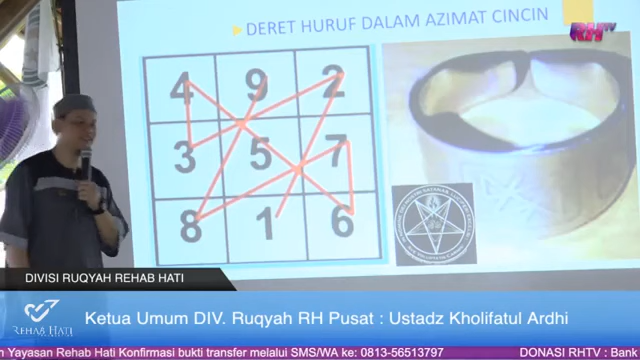 DERET HURUF DALAM AZIMAT CINCIN
RHTV
4 9 2
3 5 7
8 1 6
DIVISI RUQYAH REHAB HATI
Ketua Umum DIV. Ruqyah RH Pusat : Ustadz Kholifatul Ardhi
REHAB HATI
n Yayasan Rehab Hati Konfirmasi bukti transfer melalui SMS/WA ke: 0813-56513797
DONASI RHTV : Bank